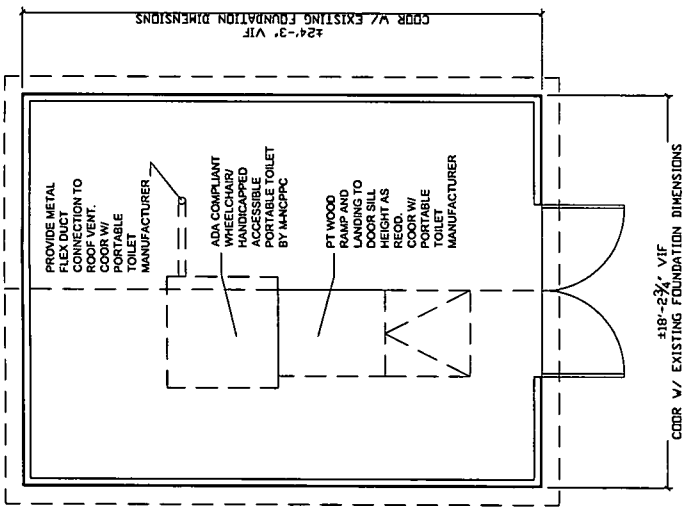 ±24'-3" VIF
COOR W/ EXISTING FOUNDATION DIMENSIONS
PROVIDE METAL
FLEX DUCT
CONNECTION TO
ROOF VENT.
COOR W/
PORTABLE
TOILET
MANUFACTURER
ADA COMPLIANT
WHEELCHAIR/
HANDICAPPED
ACCESSIBLE
PORTABLE TOILET
BY M-NCPPC
PT WOOD
RAMP AND
LANDING TO
DOOR SILL
HEIGHT AS
REQD.
COOR W/
PORTABLE
TOILET
MANUFACTURER
±18'-2¾" VIF
COOR W/ EXISTING FOUNDATION DIMENSIONS